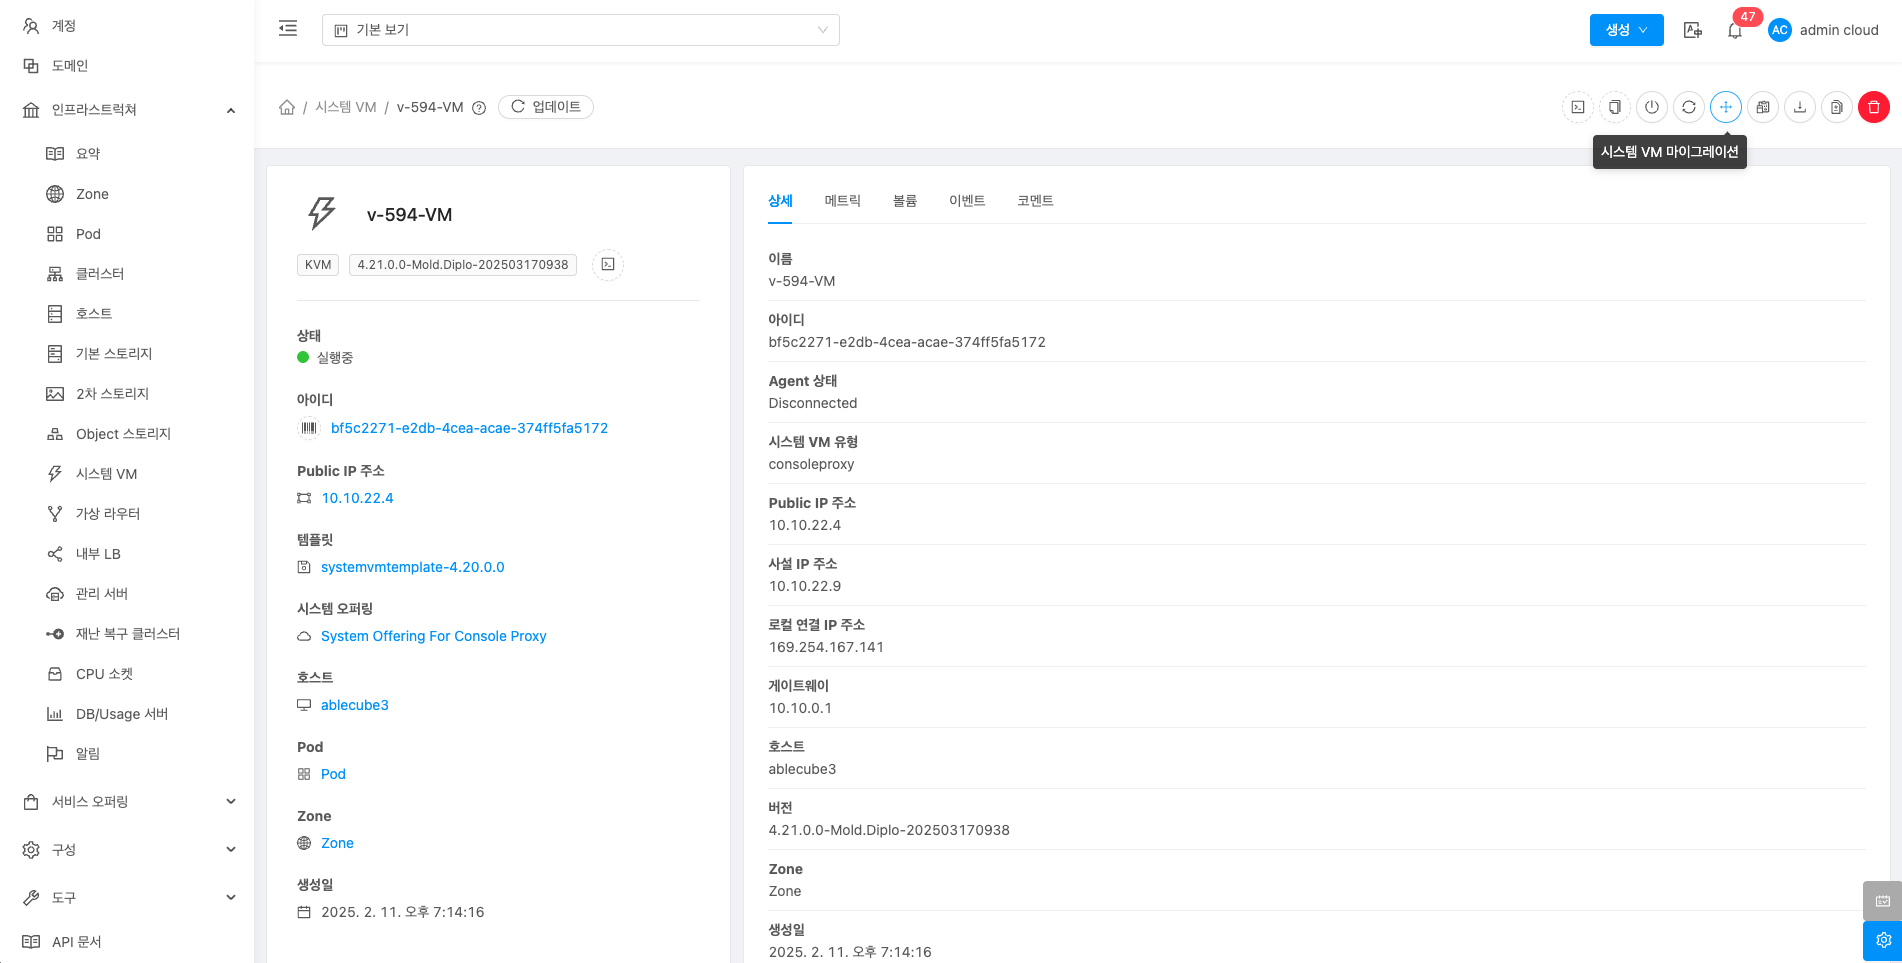 계정
도메인
인프라스트럭쳐
요약
Zone
Pod
클러스터
호스트
기본 스토리지
2차 스토리지
Object 스토리지
시스템 VM
가상 라우터
내부 LB
관리 서버
재난 복구 클러스터
CPU 소켓
DB/Usage 서버
알림
서비스 오퍼링
구성
도구
API 문서
기본 보기
생성
47
AC
admin cloud
/ 시스템 VM / v-594-VM
업데이트
시스템 VM 마이그레이션
v-594-VM
KVM
4.21.0.0-Mold.Diplo-202503170938
상태
실행중
아이디
bf5c2271-e2db-4cea-acae-374ff5fa5172
Public IP 주소
10.10.22.4
템플릿
systemvmtemplate-4.20.0.0
시스템 오퍼링
System Offering For Console Proxy
호스트
ablecube3
Pod
Pod
Zone
Zone
생성일
2025. 2. 11. 오후 7:14:16
상세
메트릭
볼륨
이벤트
코멘트
이름
v-594-VM
아이디
bf5c2271-e2db-4cea-acae-374ff5fa5172
Agent 상태
Disconnected
시스템 VM 유형
consoleproxy
Public IP 주소
10.10.22.4
사설 IP 주소
10.10.22.9
로컬 연결 IP 주소
169.254.167.141
게이트웨이
10.10.0.1
호스트
ablecube3
버전
4.21.0.0-Mold.Diplo-202503170938
Zone
Zone
생성일
2025. 2. 11. 오후 7:14:16